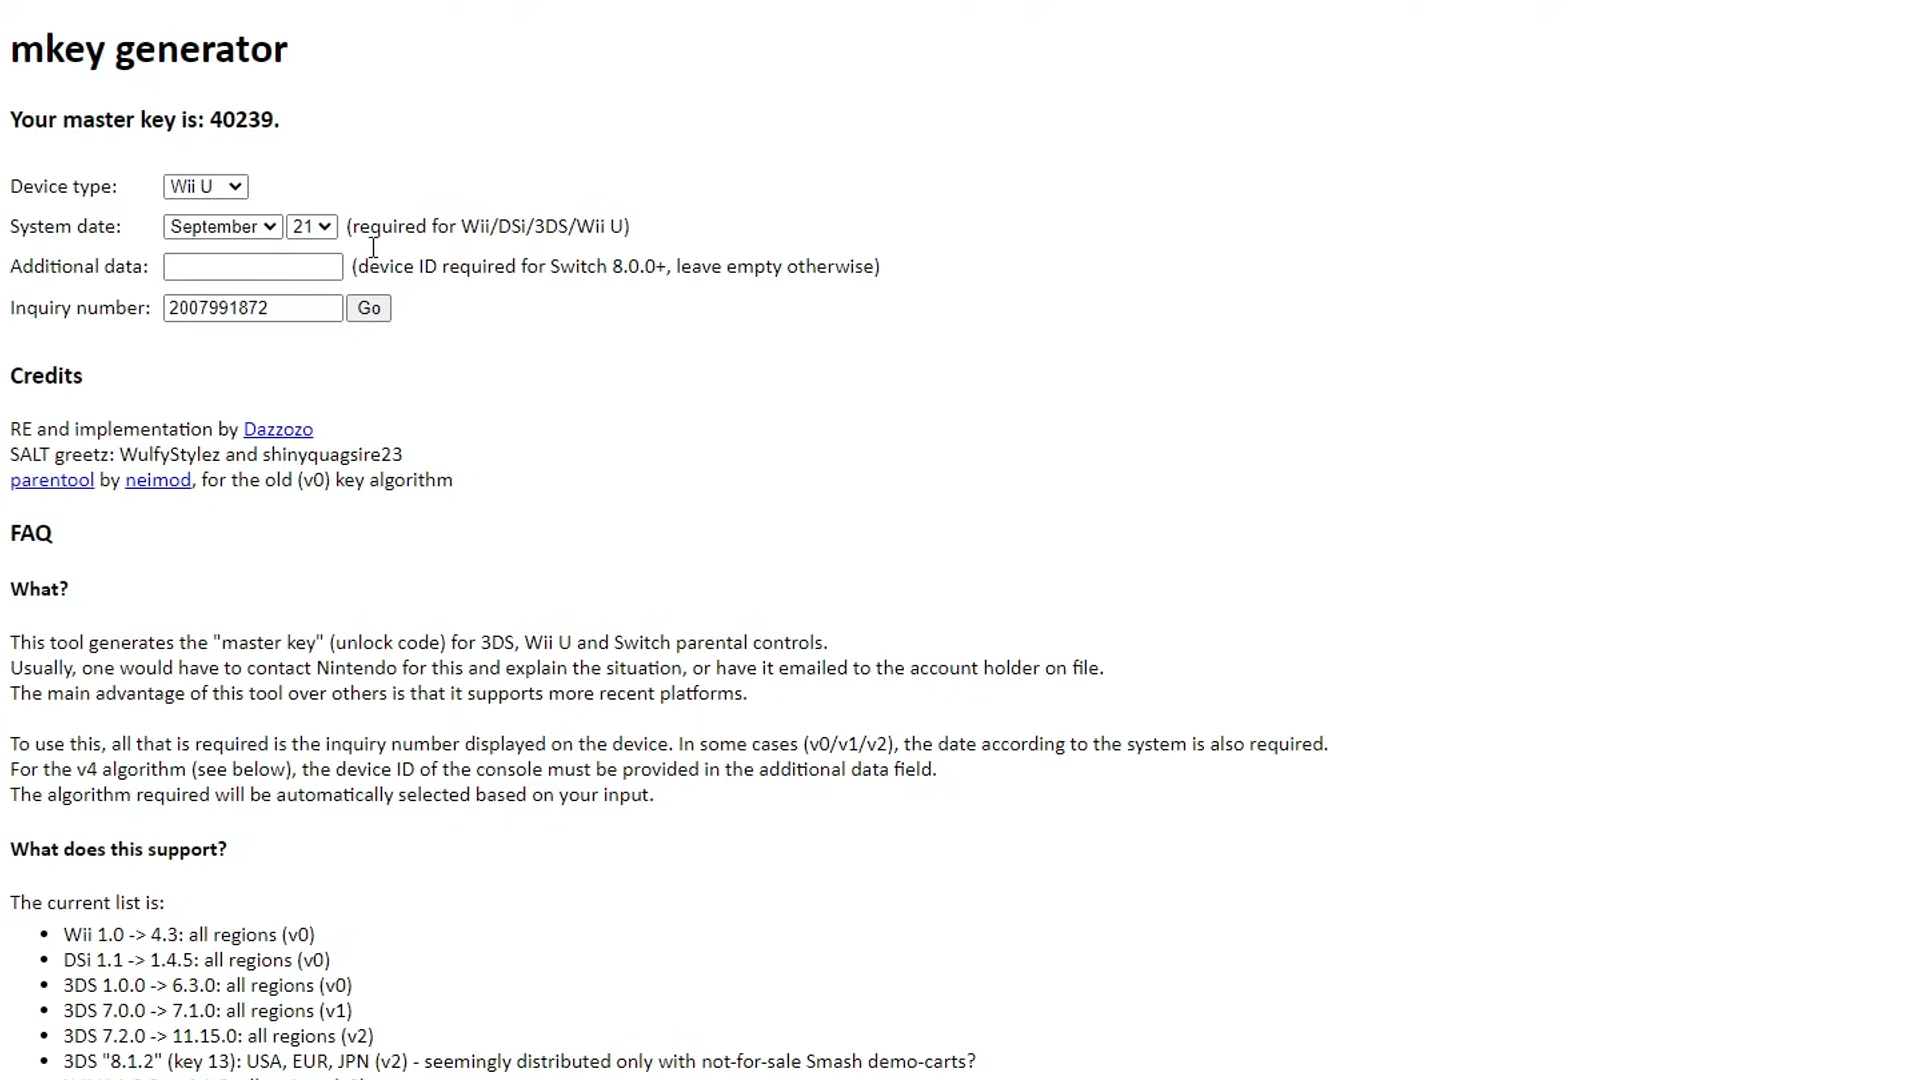 mkey generator
Your master key is: 40239.
Device type: Wii U
System date: September 21 (required for Wii/DSi/3DS/Wii U)
Additional data: (device ID required for Switch 8.0.0+, leave empty otherwise)
Inquiry number: 2007991872 Go
Credits
RE and implementation by Dazzozo
SALT greetz: WulfyStylez and shinyquagsire23
parentool by neimod, for the old (v0) key algorithm
FAQ
What?
This tool generates the "master key" (unlock code) for 3DS, Wii U and Switch parental controls.
Usually, one would have to contact Nintendo for this and explain the situation, or have it emailed to the account holder on file.
The main advantage of this tool over others is that it supports more recent platforms.
To use this, all that is required is the inquiry number displayed on the device. In some cases (v0/v1/v2), the date according to the system is also required.
For the v4 algorithm (see below), the device ID of the console must be provided in the additional data field.
The algorithm required will be automatically selected based on your input.
What does this support?
The current list is:
• Wii 1.0 -> 4.3: all regions (v0)
• DSi 1.1 -> 1.4.5: all regions (v0)
• 3DS 1.0.0 -> 6.3.0: all regions (v0)
• 3DS 7.0.0 -> 7.1.0: all regions (v1)
• 3DS 7.2.0 -> 11.15.0: all regions (v2)
• 3DS "8.1.2" (key 13): USA, EUR, JPN (v2) - seemingly distributed only with not-for-sale Smash demo-carts?